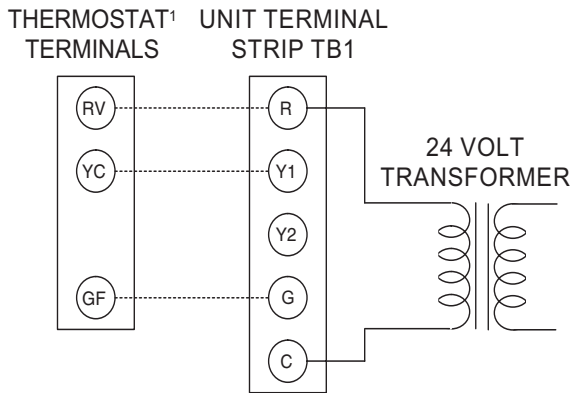 THERMOSTAT¹ TERMINALS
UNIT TERMINAL STRIP TB1
RV
R
YC
Y1
24 VOLT
TRANSFORMER
Y2
GF
G
C